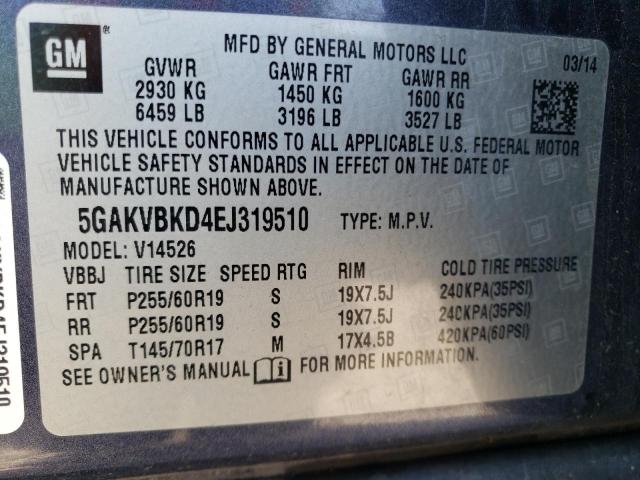 GM
MFD BY GENERAL MOTORS LLC
03/14
GVWR GAWR FRT GAWR RR
2930 KG 1450 KG 1600 KG
6459 LB 3196 LB 3527 LB
THIS VEHICLE CONFORMS TO ALL APPLICABLE U.S. FEDERAL MOTOR
VEHICLE SAFETY STANDARDS IN EFFECT ON THE DATE OF
MANUFACTURE SHOWN ABOVE.
5GAKVBKD4EJ319510 TYPE: M.P.V.
MODEL: V14526
VBBJ TIRE SIZE SPEED RTG RIM COLD TIRE PRESSURE
FRT P255/60R19 S 19X7.5J 240KPA(35PSI)
RR P255/60R19 S 19X7.5J 240KPA(35PSI)
SPA T145/70R17 M 17X4.5B 420KPA(60PSI)
SEE OWNER'S MANUAL i FOR MORE INFORMATION.